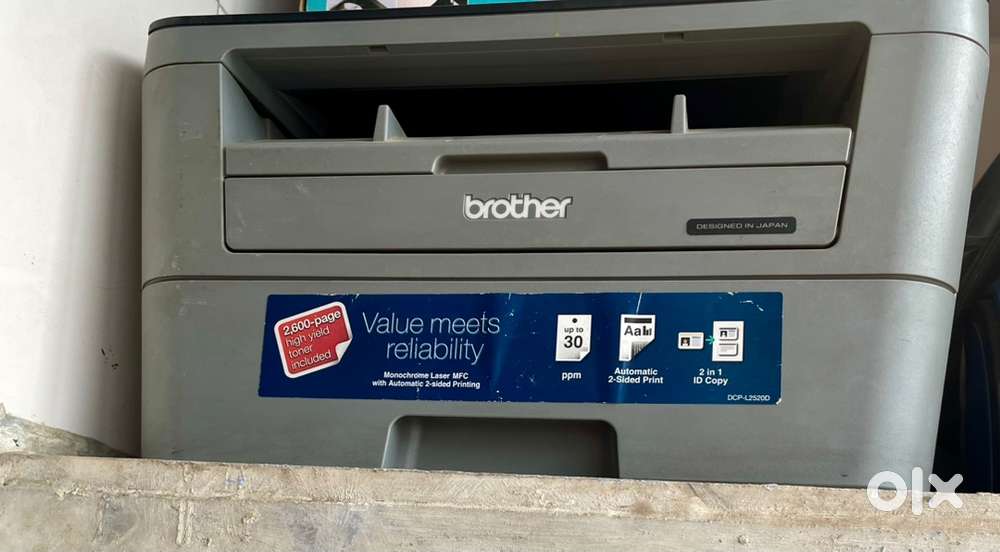 brother
DESIGNED IN JAPAN
2,600-page
high yield
toner
included
Value meets
reliability
Monochrome Laser MFC
with Automatic 2-sided Printing
up to
30
ppm
Aa
Automatic
2-Sided Print
2 in 1
ID Copy
DCP-L2520D
olx